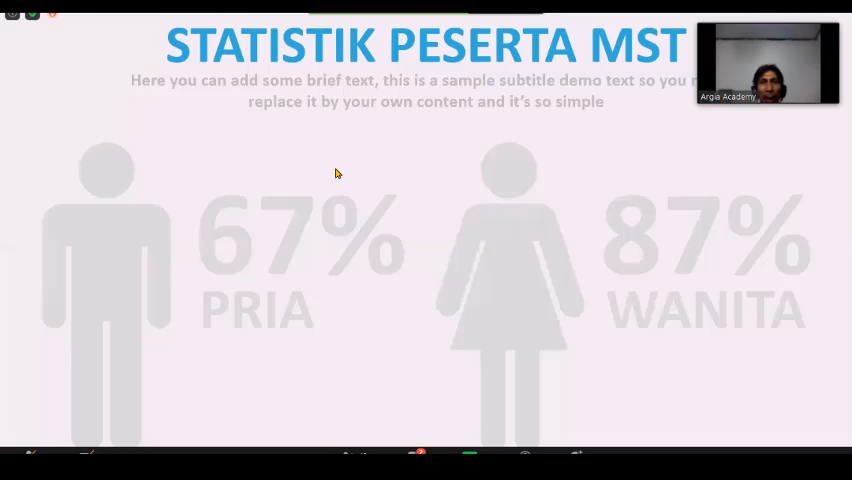 STATISTIK PESERTA MST
Here you can add some brief text, this is a sample subtitle demo text so you
replace it by your own content and it's so simple
Argia Academy
67%
PRIA
87%
WANITA